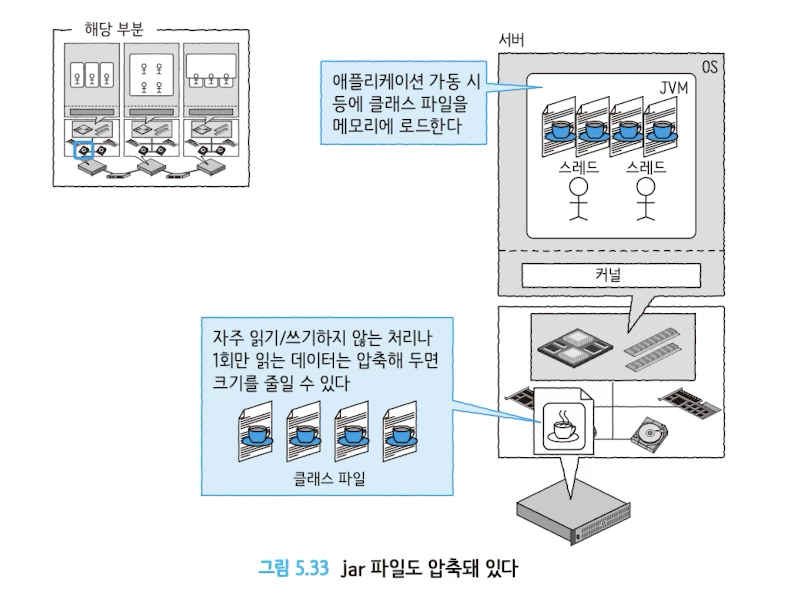 해당 부분
서버
OS
JVM
애플리케이션 가동 시
등에 클래스 파일을
메모리에 로드한다
스레드 스레드
커널
자주 읽기/쓰기하지 않는 처리나
1회만 읽는 데이터는 압축해 두면
크기를 줄일 수 있다
클래스 파일
그림 5.33 jar 파일도 압축돼 있다